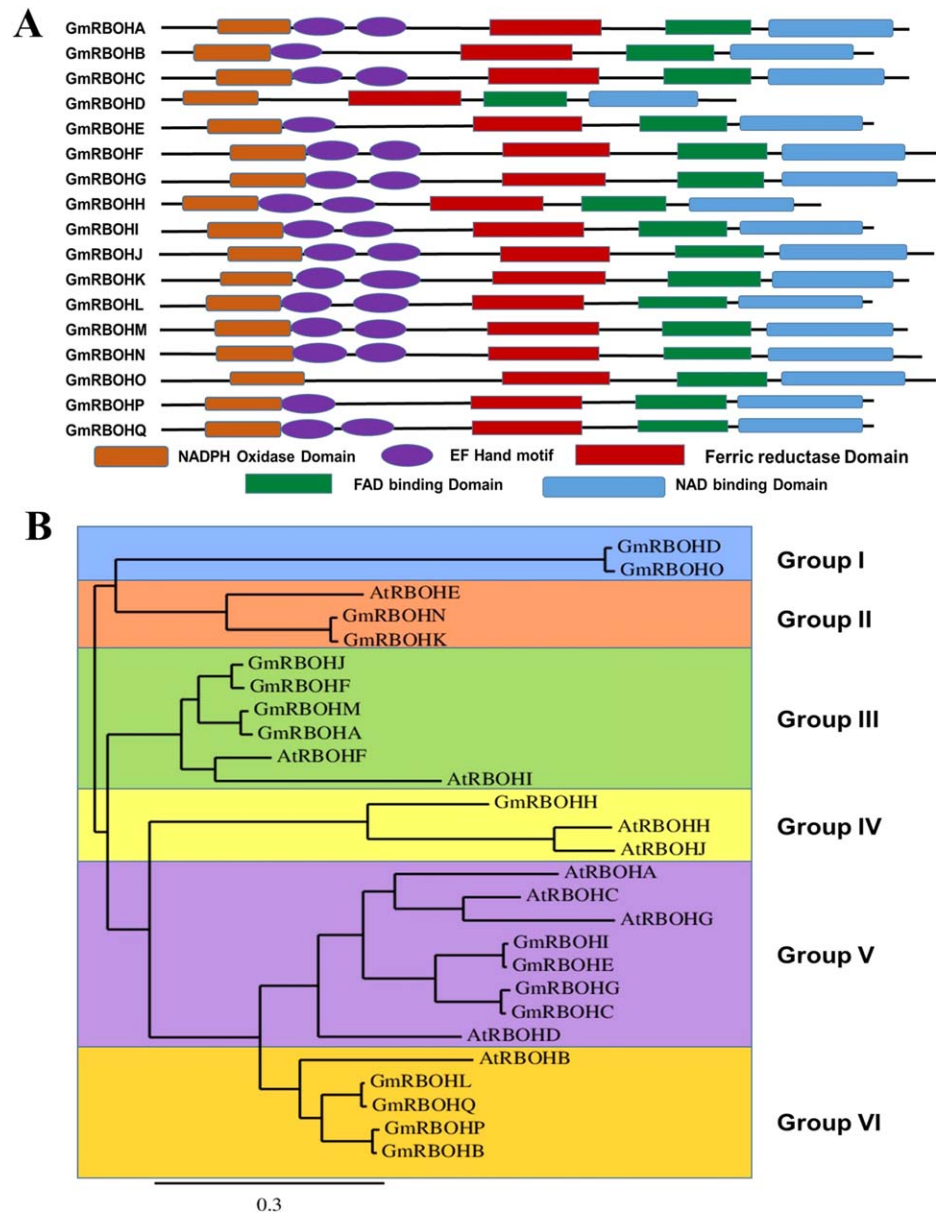 A
GmRBOHA
GmRBOHB
GmRBOHC
GmRBOHD
GmRBOHE
GmRBOHF
GmRBOHG
GmRBOHH
GmRBOHI
GmRBOHJ
GmRBOHK
GmRBOHL
GmRBOHM
GmRBOHN
GmRBOHO
GmRBOHP
GmRBOHQ
NADPH Oxidase Domain EF Hand motif Ferric reductase Domain
FAD binding Domain NAD binding Domain
B
GmRBOHD
GmRBOHO
Group I
AtRBOHE
GmRBOHN
GmRBOHK
Group II
GmRBOHJ
GmRBOHF
GmRBOHM
GmRBOHA
AtRBOHF
AtRBOHI
Group III
GmRBOHH
AtRBOHH
AtRBOHJ
Group IV
AtRBOHA
AtRBOHC
AtRBOHG
GmRBOHI
GmRBOHE
GmRBOHG
GmRBOHC
AtRBOHD
Group V
AtRBOHB
GmRBOHL
GmRBOHQ
GmRBOHP
GmRBOHB
Group VI
0.3